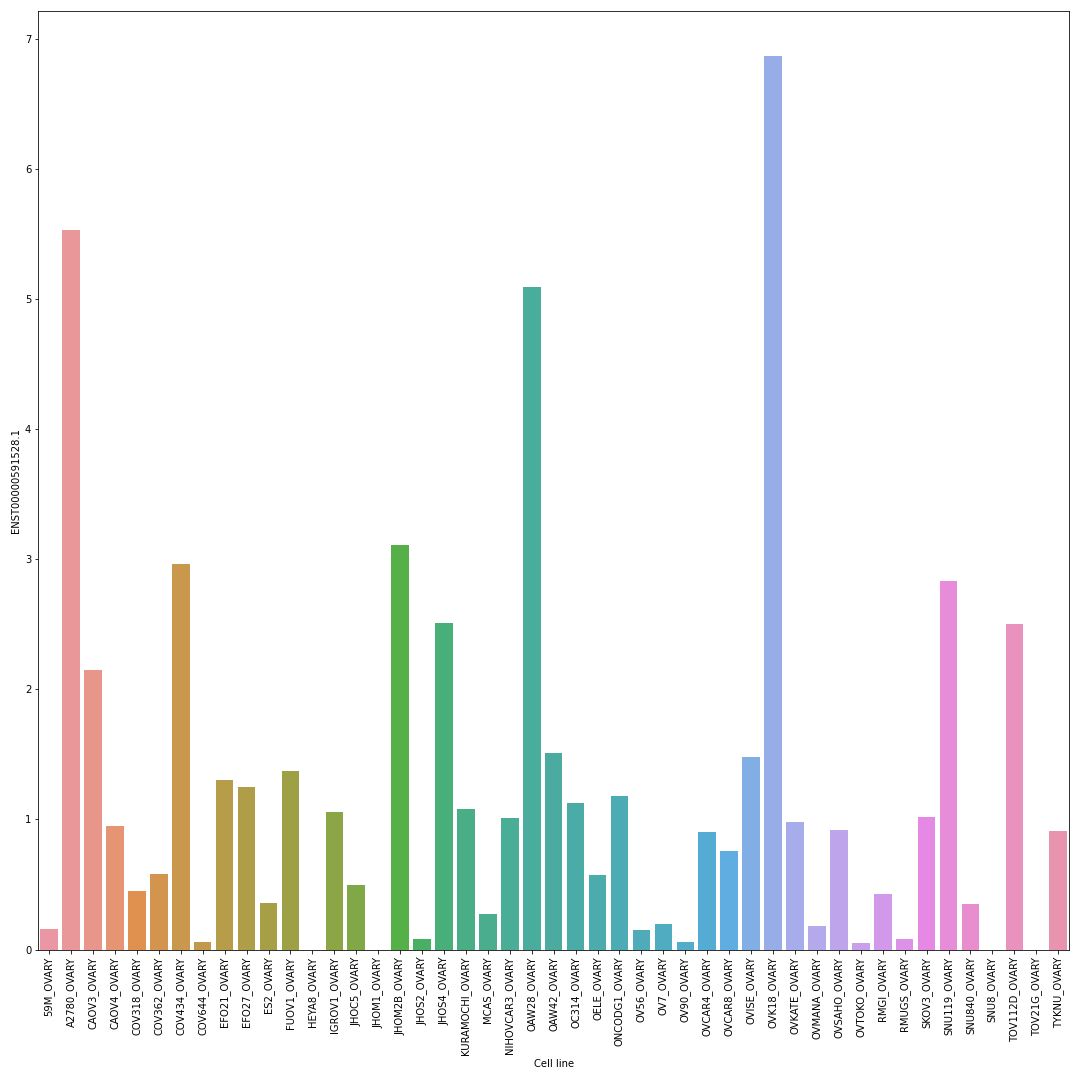 7
6
5
4
3
2
1
0
ENST00000591528.1
59M_OVARY
A2780_OVARY
CAOV3_OVARY
CAOV4_OVARY
COV318_OVARY
COV362_OVARY
COV434_OVARY
COV644_OVARY
EFO21_OVARY
EFO27_OVARY
ES2_OVARY
FUOV1_OVARY
HEYA8_OVARY
IGROV1_OVARY
JHOC5_OVARY
JHOM1_OVARY
JHOM2B_OVARY
JHOS2_OVARY
JHOS4_OVARY
KURAMOCHI_OVARY
MCAS_OVARY
NIHOVCAR3_OVARY
OAW28_OVARY
OAW42_OVARY
OC314_OVARY
OELE_OVARY
ONCODG1_OVARY
OV56_OVARY
OV7_OVARY
OV90_OVARY
OVCAR4_OVARY
OVCAR8_OVARY
OVISE_OVARY
OVK18_OVARY
OVKATE_OVARY
OVMANA_OVARY
OVSAHO_OVARY
OVTOKO_OVARY
RMGI_OVARY
RMUGS_OVARY
SKOV3_OVARY
SNU119_OVARY
SNU840_OVARY
SNU8_OVARY
TOV112D_OVARY
TOV21G_OVARY
TYKNU_OVARY
Cell line